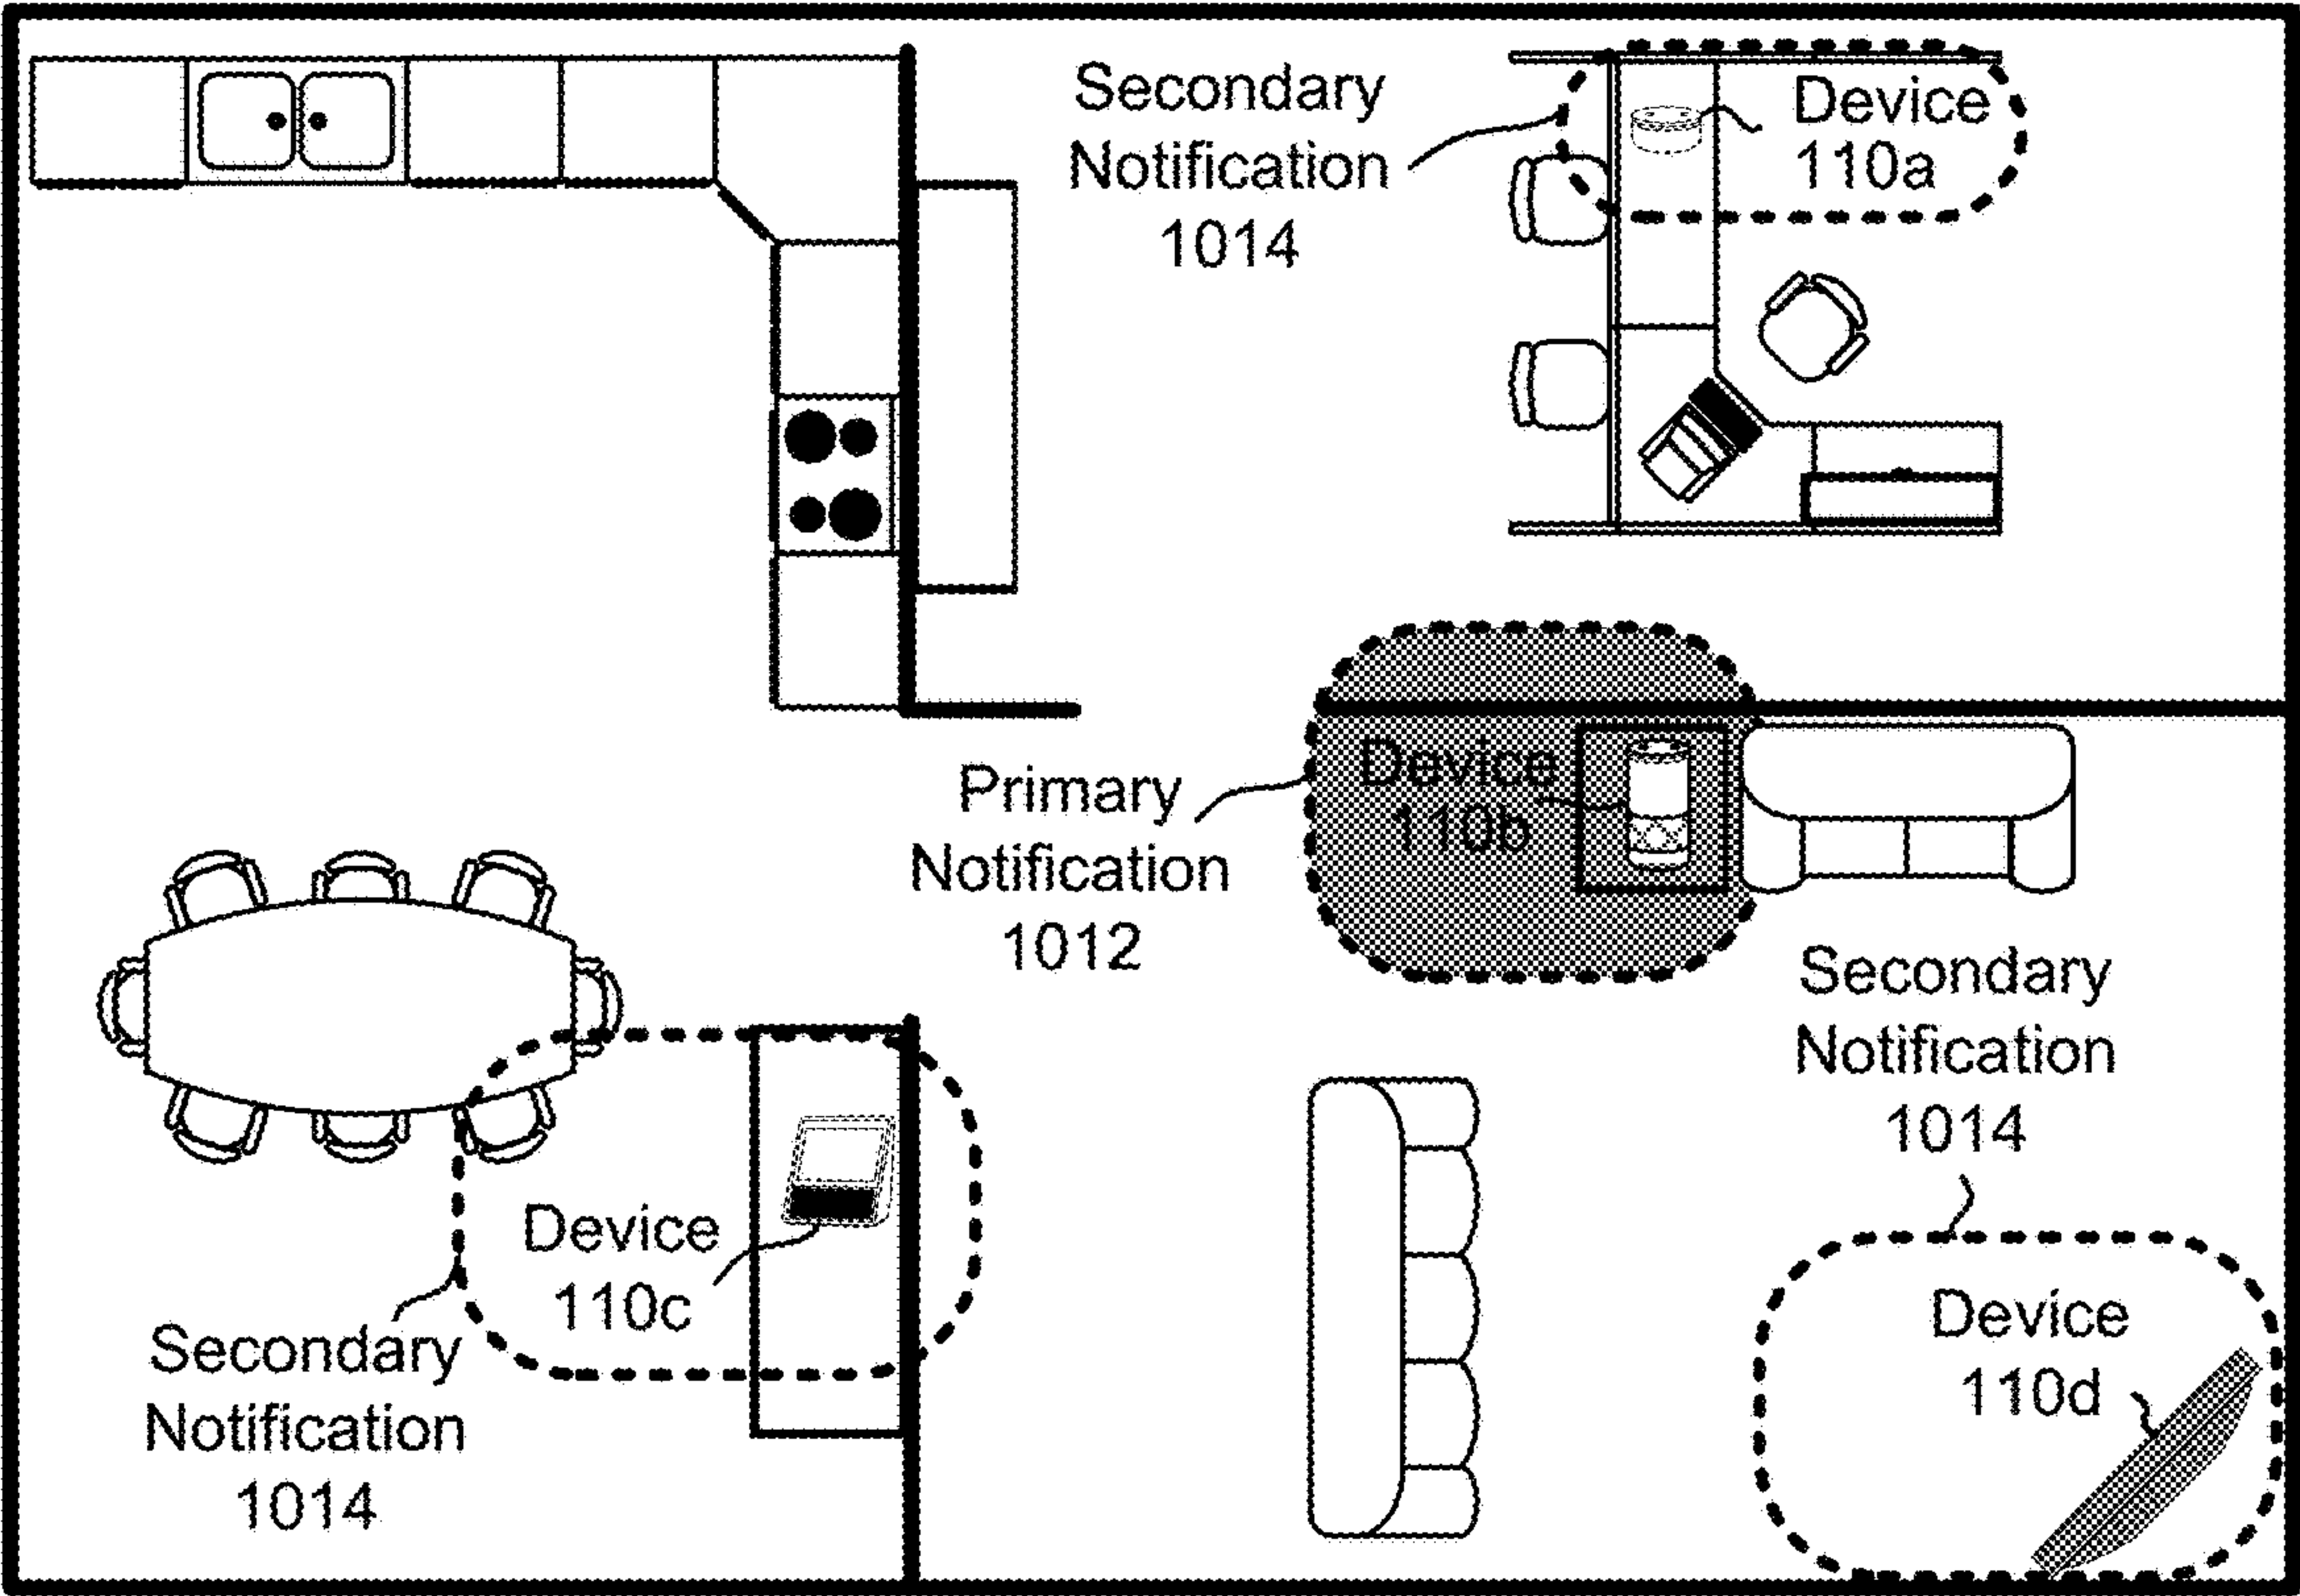 Secondary
Notification
1014
Device
110a
Primary
Notification
1012
Device
110b
Secondary
Notification
1014
Device
110c
Secondary
Notification
1014
Device
110d